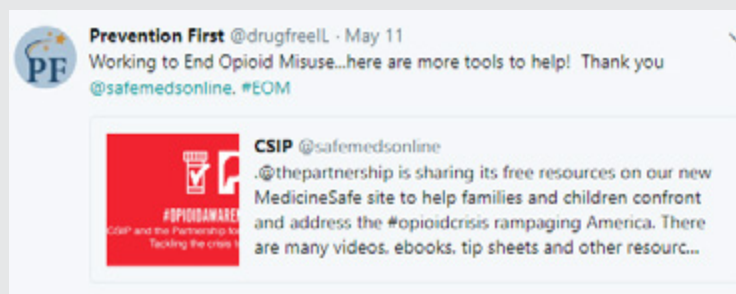 PF
Prevention First @drugfreeIL · May 11
Working to End Opioid Misuse...here are more tools to help! Thank you
@safemedsonline. #EOM
CSIP @safemedsonline
.@thepartnership is sharing its free resources on our new
MedicineSafe site to help families and children confront
and address the #opioidcrisis rampaging America. There
are many videos, ebooks, tip sheets and other resourc...
#OPIOIDAWAREN
CSIP and the Partnership fo
Tackling the crisis t